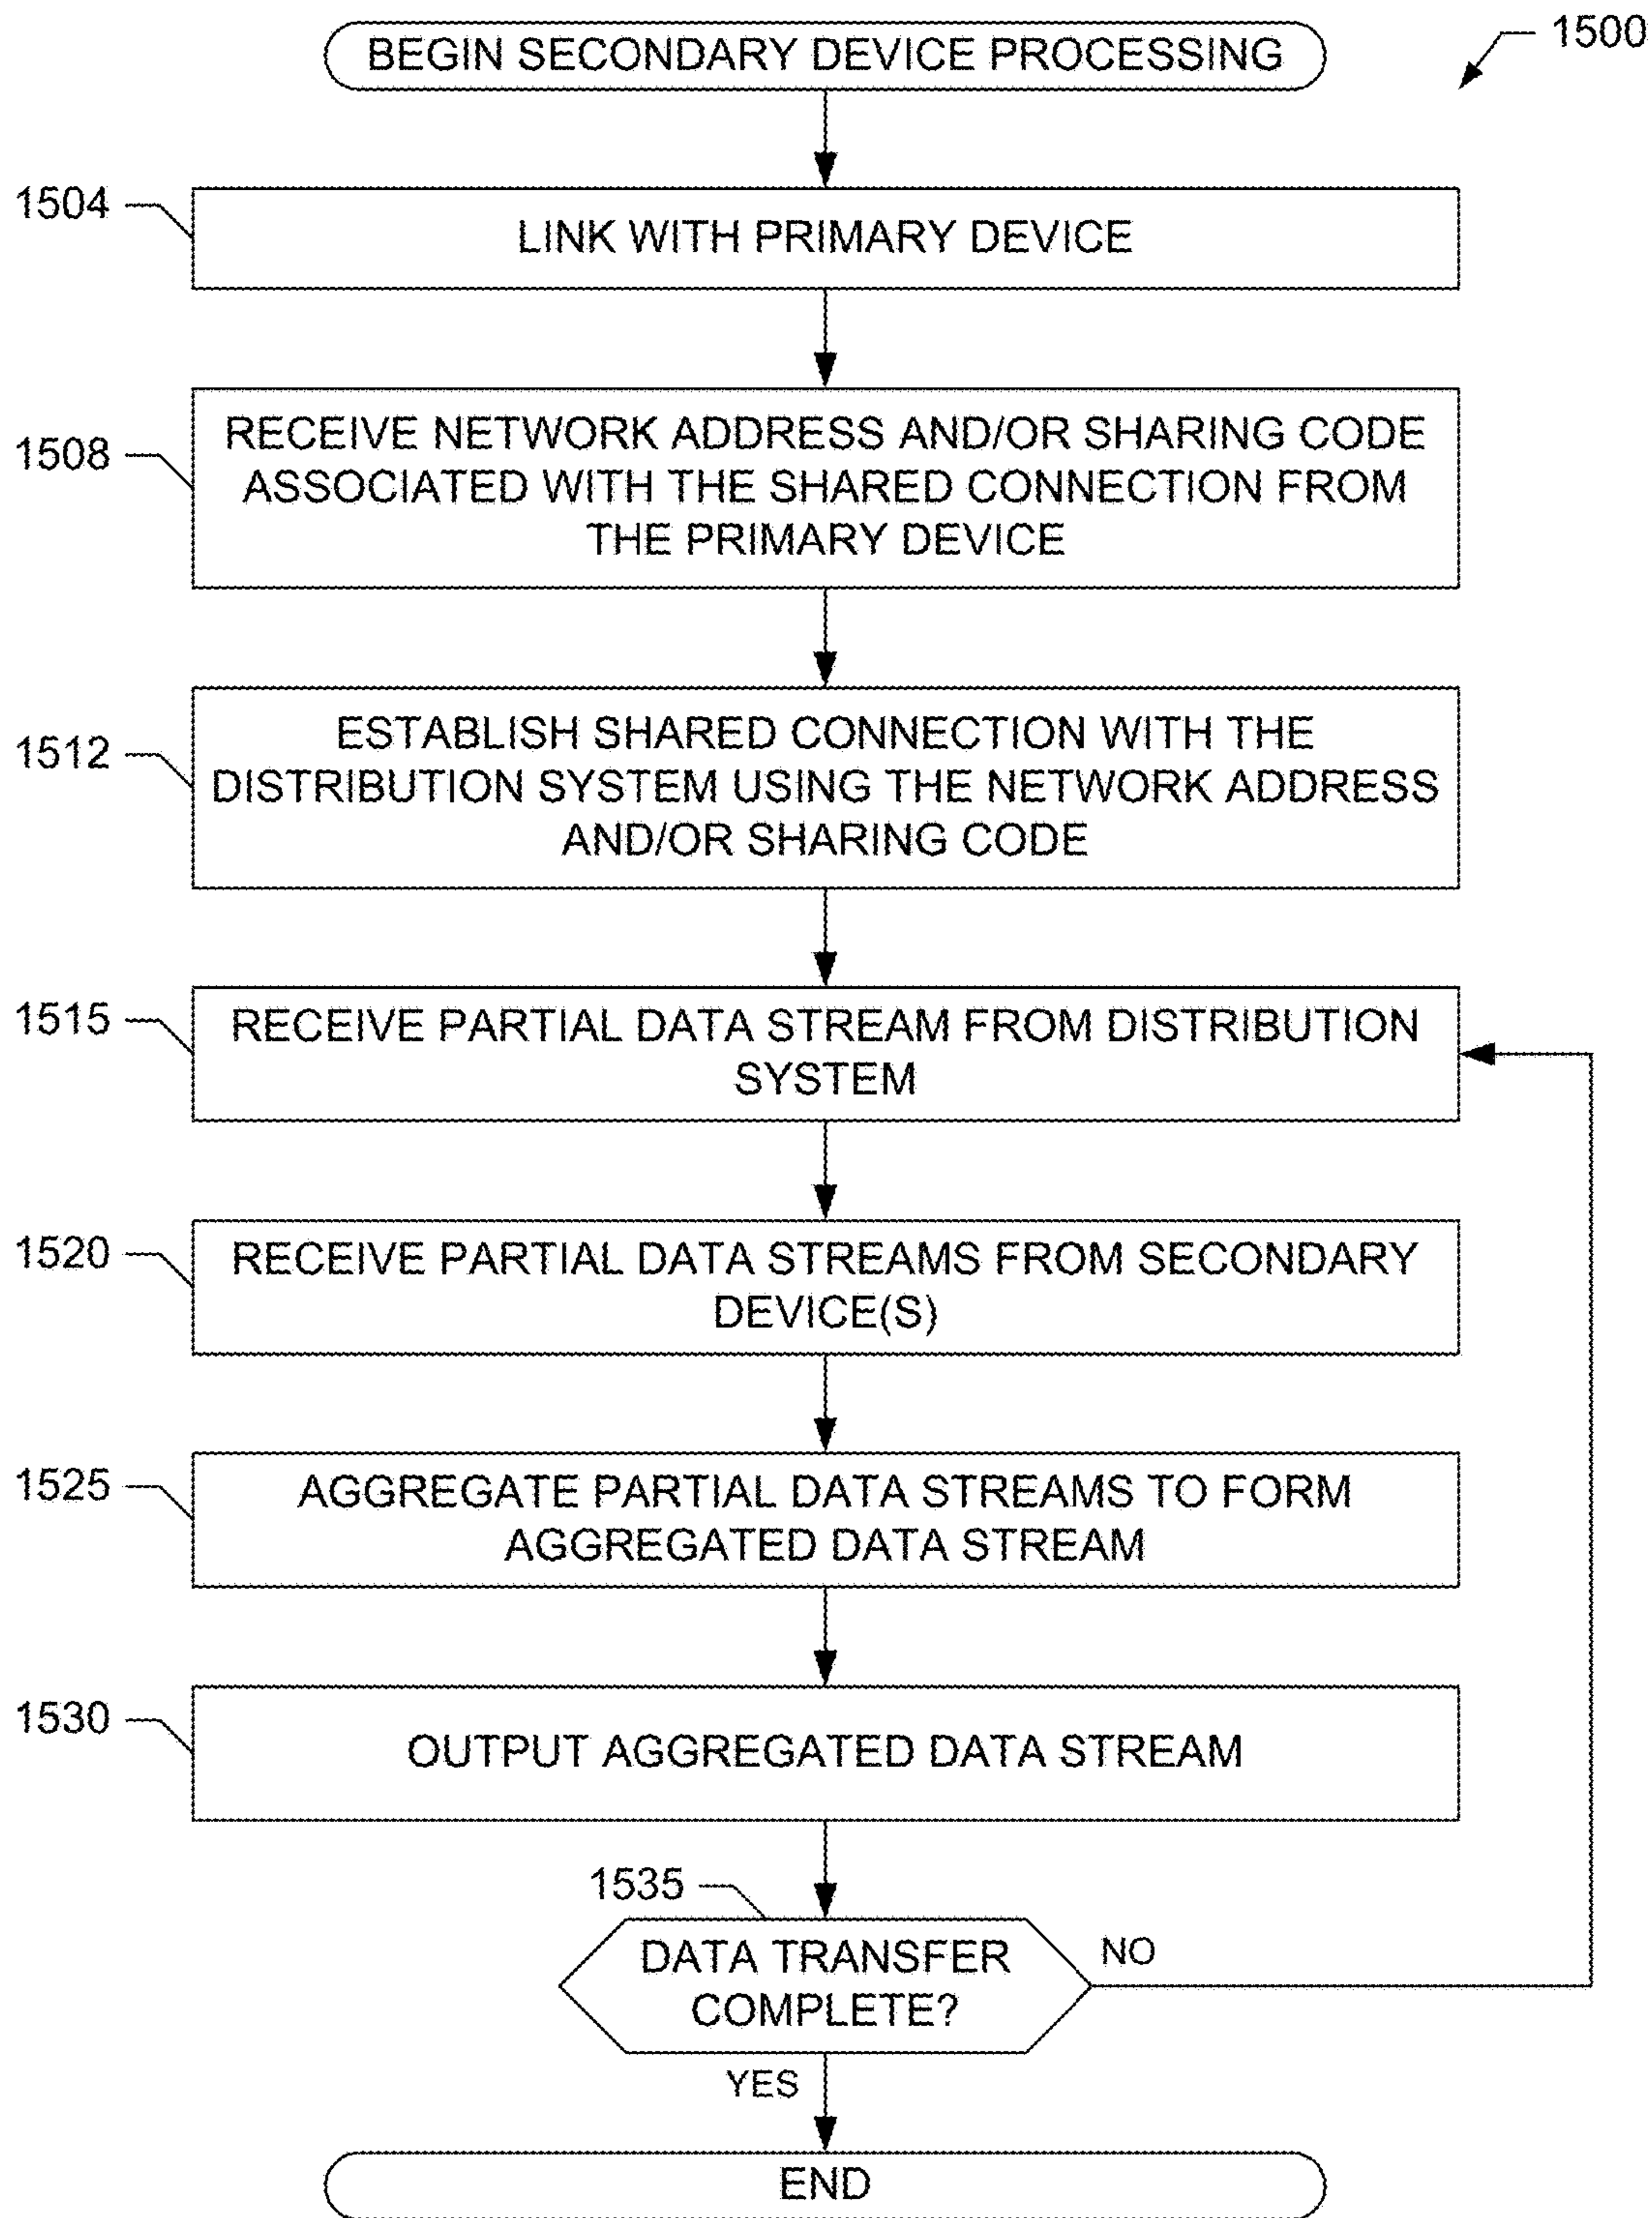 1500
BEGIN SECONDARY DEVICE PROCESSING
1504
LINK WITH PRIMARY DEVICE
1508
RECEIVE NETWORK ADDRESS AND/OR SHARING CODE
ASSOCIATED WITH THE SHARED CONNECTION FROM
THE PRIMARY DEVICE
1512
ESTABLISH SHARED CONNECTION WITH THE
DISTRIBUTION SYSTEM USING THE NETWORK ADDRESS
AND/OR SHARING CODE
1515
RECEIVE PARTIAL DATA STREAM FROM DISTRIBUTION
SYSTEM
1520
RECEIVE PARTIAL DATA STREAMS FROM SECONDARY
DEVICE(S)
1525
AGGREGATE PARTIAL DATA STREAMS TO FORM
AGGREGATED DATA STREAM
1530
OUTPUT AGGREGATED DATA STREAM
1535
DATA TRANSFER
COMPLETE?
NO
YES
END